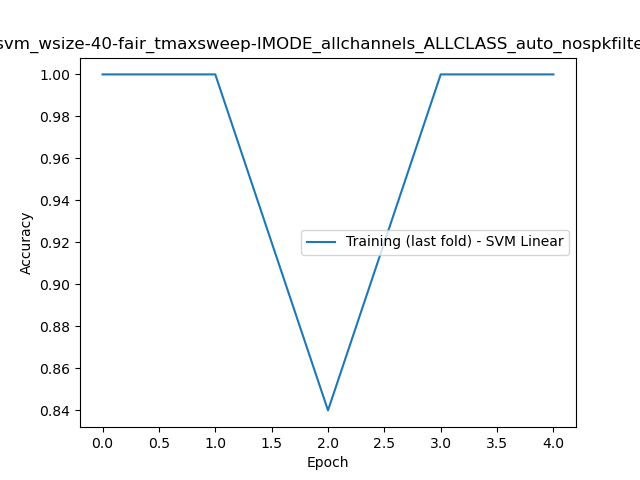 svm_wsize-40-fair_tmaxsweep-IMODE_allchannels_ALLCLASS_auto_nospkfilte
1.00
0.98
0.96
0.94
0.92
0.90
0.88
0.86
0.84
Accuracy
Training (last fold) - SVM Linear
0.0 0.5 1.0 1.5 2.0 2.5 3.0 3.5 4.0
Epoch